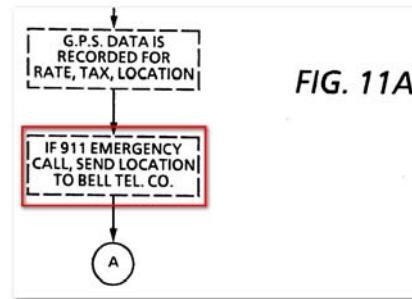 G.P.S. DATA IS
RECORDED FOR
RATE, TAX, LOCATION
FIG. 11A
IF 911 EMERGENCY
CALL, SEND LOCATION
TO BELL TEL. CO.
A